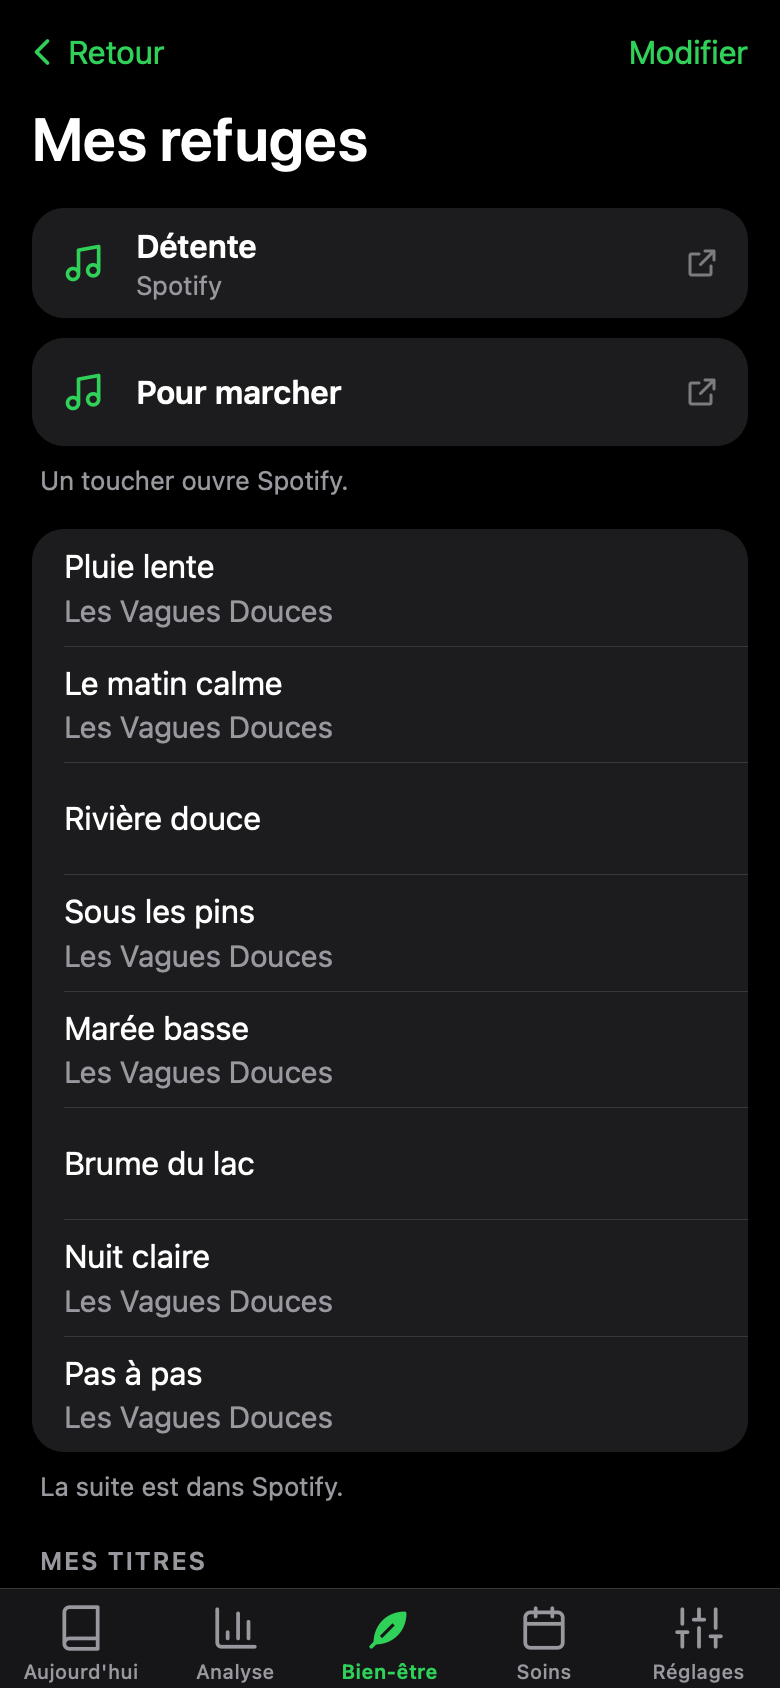 Retour
Modifier
Mes refuges
Détente
Spotify
Pour marcher
Un toucher ouvre Spotify.
Pluie lente
Les Vagues Douces
Le matin calme
Les Vagues Douces
Rivière douce
Sous les pins
Les Vagues Douces
Marée basse
Les Vagues Douces
Brume du lac
Nuit claire
Les Vagues Douces
Pas à pas
Les Vagues Douces
La suite est dans Spotify.
MES TITRES
Aujourd'hui
Analyse
Bien-être
Soins
Réglages